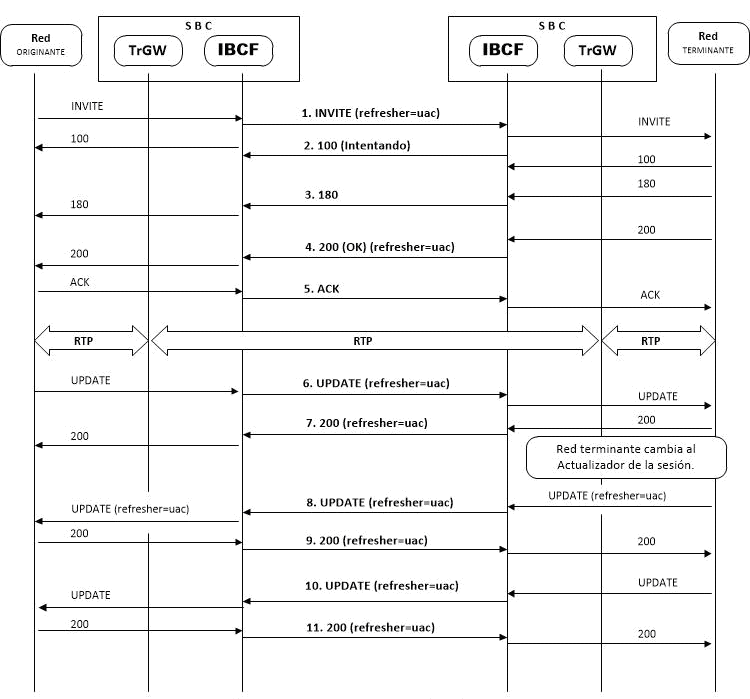 S B C
S B C
Red
ORIGINANTE
TrGW
IBCF
IBCF
TrGW
Red
TERMINANTE
INVITE
1. INVITE (refresher=uac)
INVITE
100
2. 100 (Intentando)
100
180
3. 180
180
200
4. 200 (OK) (refresher=uac)
200
ACK
5. ACK
ACK
RTP
RTP
RTP
UPDATE
6. UPDATE (refresher=uac)
UPDATE
200
7. 200 (refresher=uac)
200
Red terminante cambia al
Actualizador de la sesión.
UPDATE (refresher=uac)
8. UPDATE (refresher=uac)
UPDATE (refresher=uac)
200
9. 200 (refresher=uac)
200
UPDATE
10. UPDATE (refresher=uac)
UPDATE
200
11. 200 (refresher=uac)
200